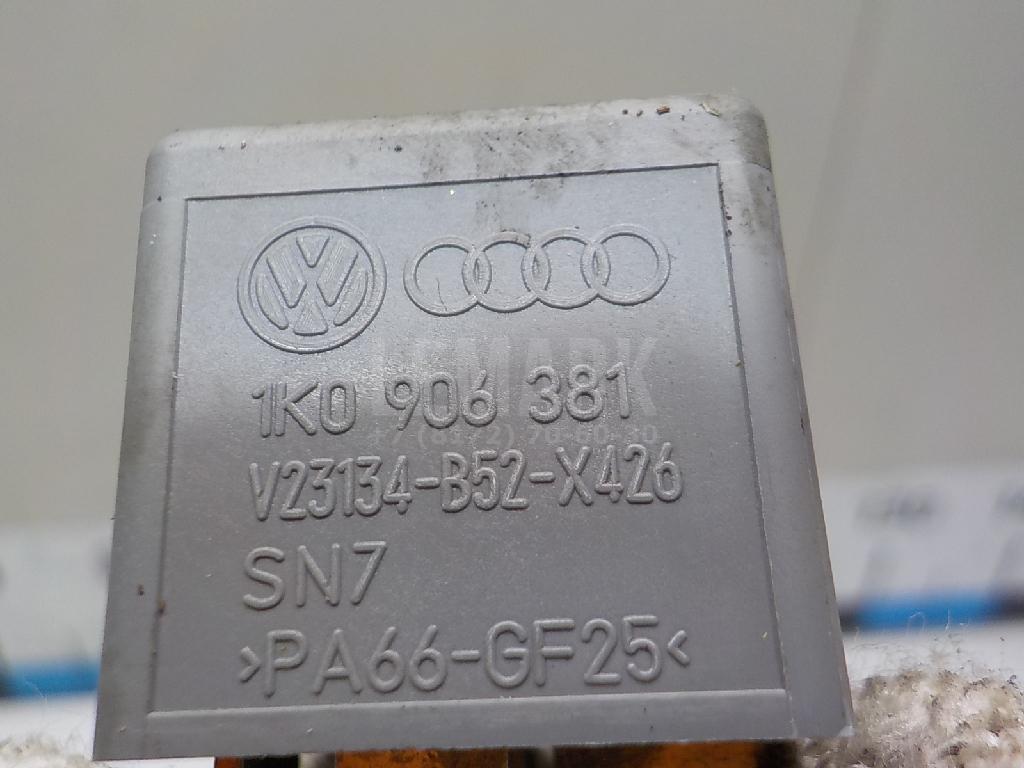 1K0 906 381
V23134-B52-X426
SN7
>PA66-GF25<